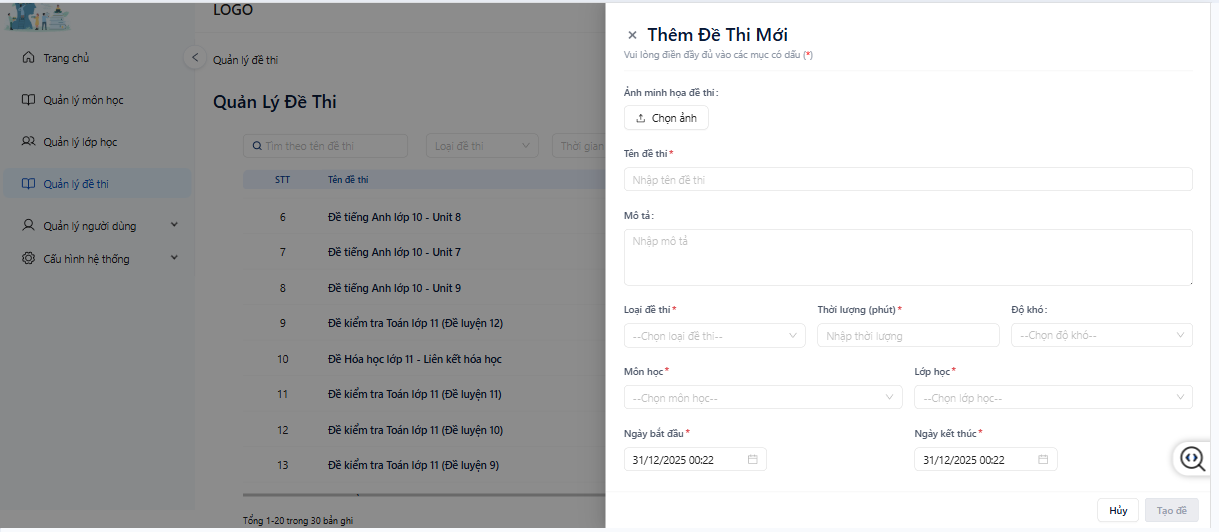 LOGO
Trang chủ
Quản lý môn học
Quản lý lớp học
Quản lý đề thi
Quản lý người dùng
Cấu hình hệ thống
Quản lý đề thi
Quản Lý Đề Thi
Tìm theo tên đề thi
Loại đề thi
Thời gian
STT Tên đề thi
6 Đề tiếng Anh lớp 10 - Unit 8
7 Đề tiếng Anh lớp 10 - Unit 7
8 Đề tiếng Anh lớp 10 - Unit 9
9 Đề kiểm tra Toán lớp 11 (Đề luyện 12)
10 Đề Hóa học lớp 11 - Liên kết hóa học
11 Đề kiểm tra Toán lớp 11 (Đề luyện 11)
12 Đề kiểm tra Toán lớp 11 (Đề luyện 10)
13 Đề kiểm tra Toán lớp 11 (Đề luyện 9)
Tổng 1-20 trong 30 bản ghi
Thêm Đề Thi Mới
Vui lòng điền đầy đủ vào các mục có dấu (*)
Ảnh minh họa đề thi:
Chọn ảnh
Tên đề thi*
Nhập tên đề thi
Mô tả:
Nhập mô tả
Loại đề thi* Thời lượng (phút)* Độ khó:
--Chọn loại đề thi-- Nhập thời lượng --Chọn độ khó--
Môn học* Lớp học*
--Chọn môn học-- --Chọn lớp học--
Ngày bắt đầu* Ngày kết thúc*
31/12/2025 00:22 31/12/2025 00:22
Hủy Tạo đề